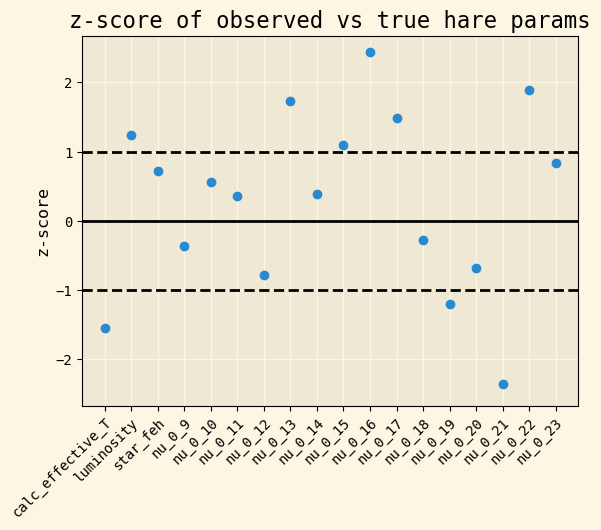 z-score of observed vs true hare params
z-score
2
1
0
−1
−2
calc_effective_T
luminosity
star_feh
nu_0_9
nu_0_10
nu_0_11
nu_0_12
nu_0_13
nu_0_14
nu_0_15
nu_0_16
nu_0_17
nu_0_18
nu_0_19
nu_0_20
nu_0_21
nu_0_22
nu_0_23